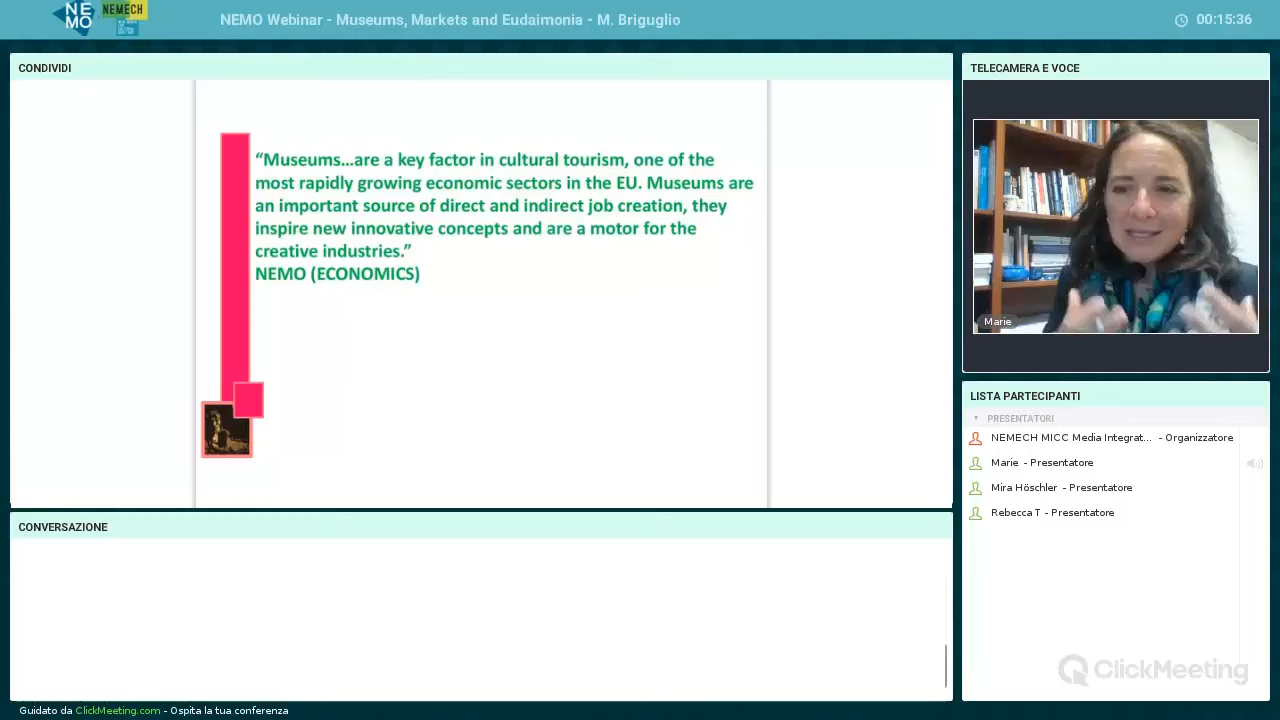 NE
MO
NEMECH
NEMO Webinar - Museums, Markets and Eudaimonia - M. Briguglio
00:15:36
CONDIVIDI
“Museums...are a key factor in cultural tourism, one of the
most rapidly growing economic sectors in the EU. Museums are
an important source of direct and indirect job creation, they
inspire new innovative concepts and are a motor for the
creative industries.”
NEMO (ECONOMICS)
TELECAMERA E VOCE
Marie
LISTA PARTECIPANTI
PRESENTATORI
NEMECH MICC Media Integrat... - Organizzatore
Marie - Presentatore
Mira Höschler - Presentatore
Rebecca T - Presentatore
CONVERSAZIONE
ClickMeeting
Guidato da ClickMeeting.com - Ospita la tua conferenza